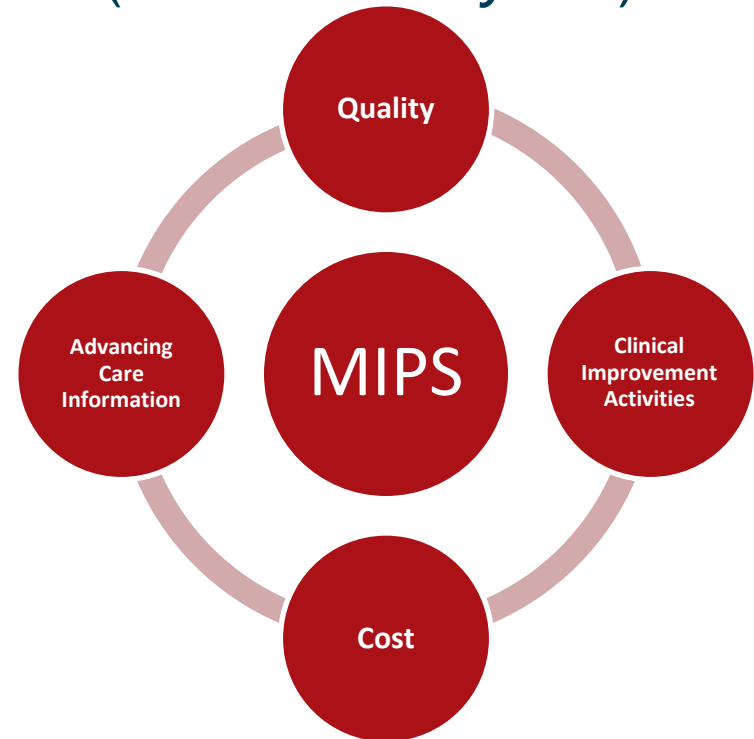 Quality
Advancing
Care
Information
MIPS
Clinical
Improvement
Activities
Cost